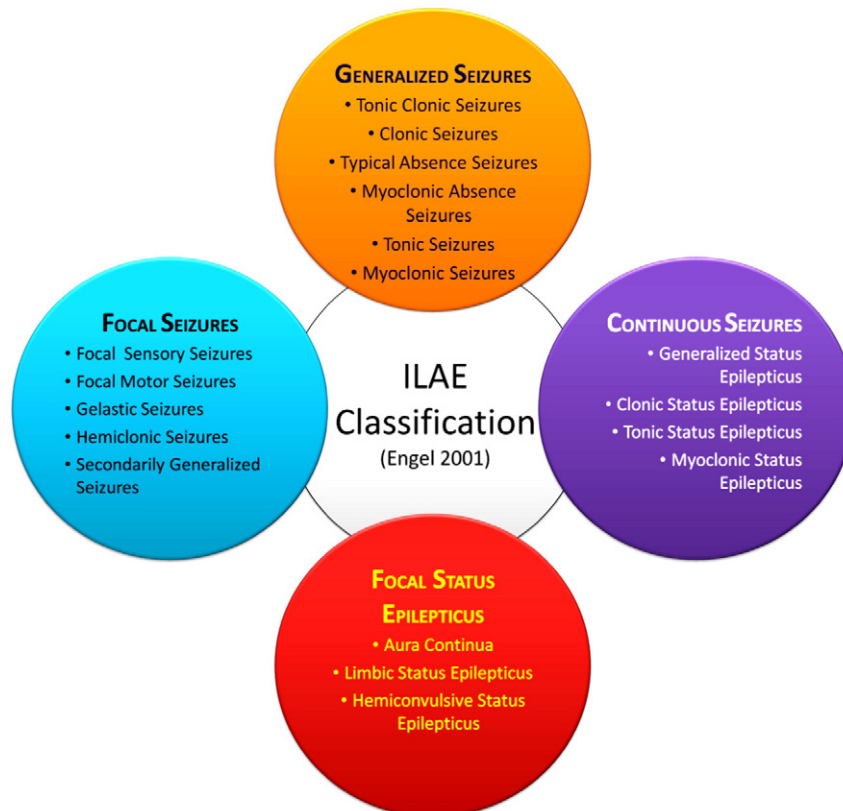 GENERALIZED SEIZURES
• Tonic Clonic Seizures
• Clonic Seizures
• Typical Absence Seizures
• Myoclonic Absence
Seizures
• Tonic Seizures
• Myoclonic Seizures
FOCAL SEIZURES
• Focal Sensory Seizures
• Focal Motor Seizures
• Gelastic Seizures
• Hemiclonic Seizures
• Secondarily Generalized
Seizures
ILAE
Classification
(Engel 2001)
CONTINUOUS SEIZURES
• Generalized Status
Epilepticus
• Clonic Status Epilepticus
• Tonic Status Epilepticus
• Myoclonic Status
Epilepticus
FOCAL STATUS
EPILEPTICUS
• Aura Continua
• Limbic Status Epilepticus
• Hemiconvulsive Status
Epilepticus